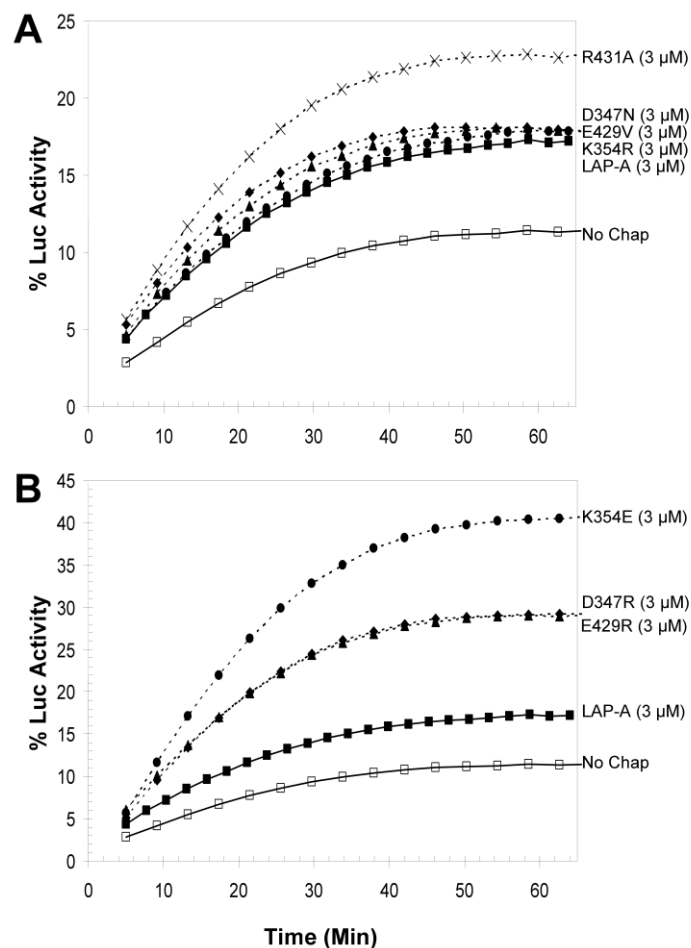 A
% Luc Activity
25
20
15
10
5
0
0 10 20 30 40 50 60
R431A (3 µM)
D347N (3 µM)
E429V (3 µM)
K354R (3 µM)
LAP-A (3 µM)
No Chap
B
% Luc Activity
45
40
35
30
25
20
15
10
5
0
0 10 20 30 40 50 60
K354E (3 µM)
D347R (3 µM)
E429R (3 µM)
LAP-A (3 µM)
No Chap
Time (Min)